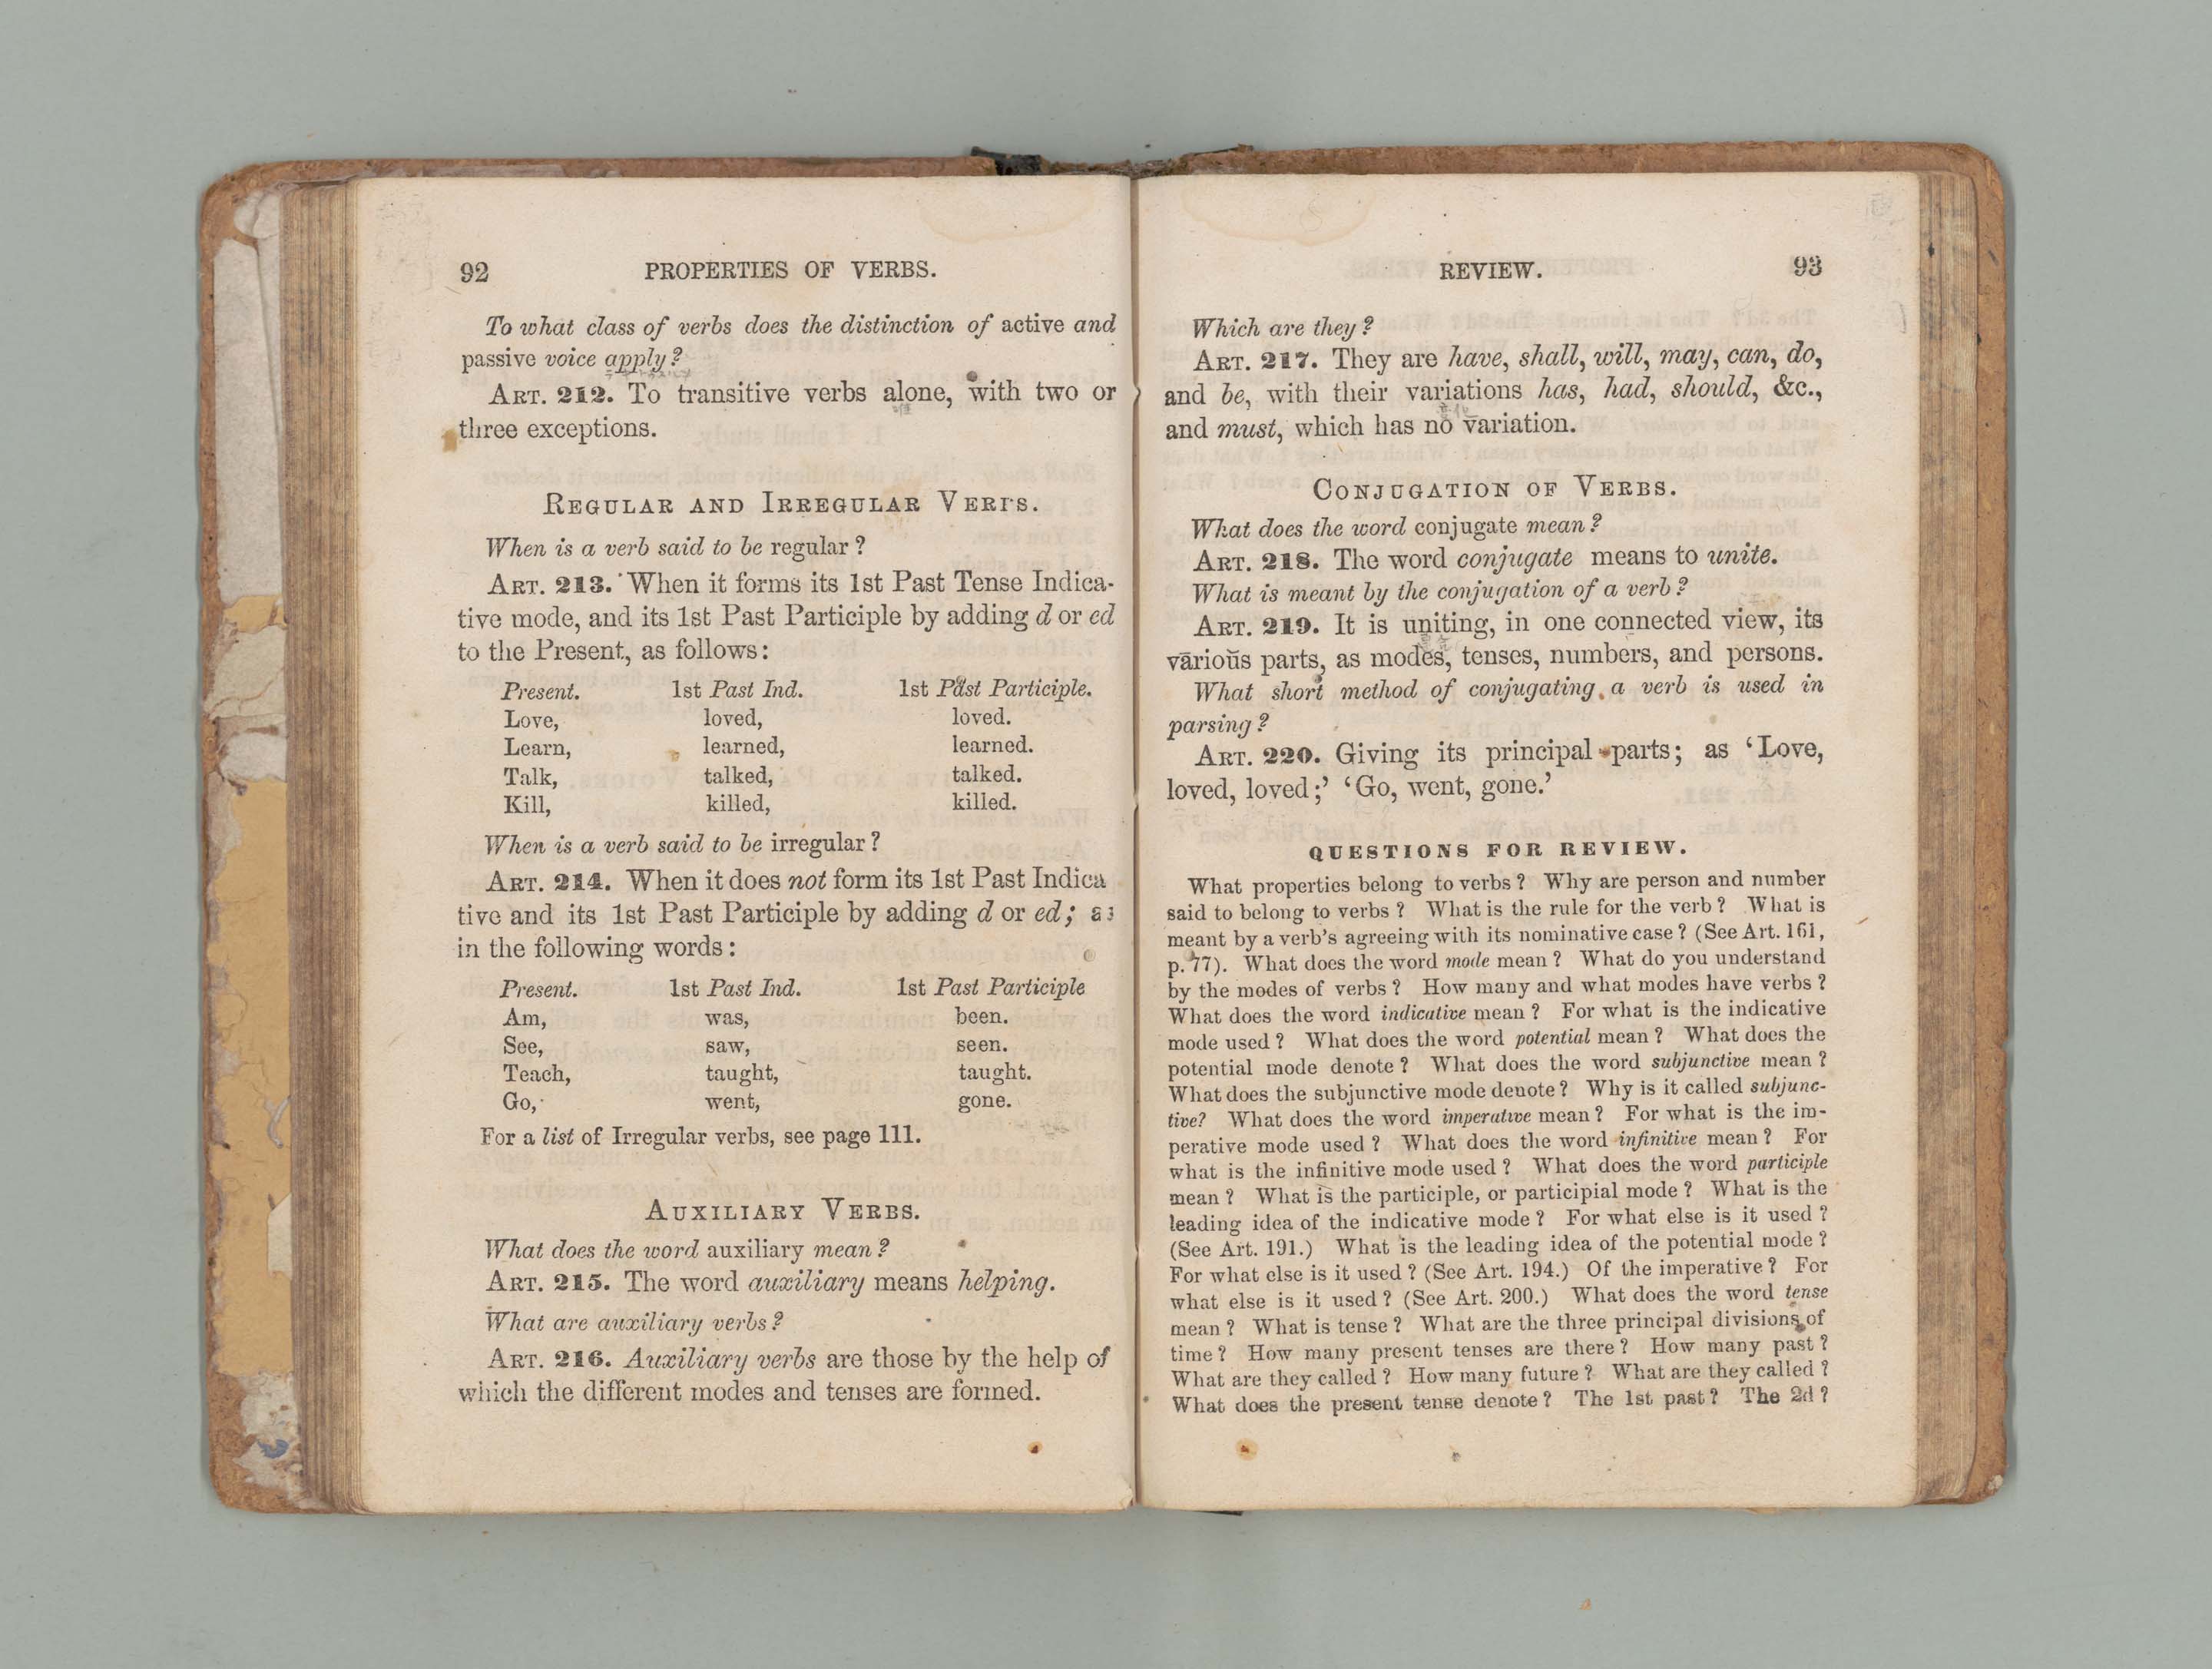 92 PROPERTIES OF VERBS.
To what class of verbs does the distinction of active and
passive voice apply?
ART. 212. To transitive verbs alone, with two or
three exceptions.
REGULAR AND IRREGULAR VERBS.
When is a verb said to be regular?
ART. 213. When it forms its 1st Past Tense Indica-
tive mode, and its 1st Past Participle by adding d or ed
to the Present, as follows:
Present. 1st Past Ind. 1st Past Participle.
Love, loved, loved.
Learn, learned, learned.
Talk, talked, talked.
Kill, killed, killed.
When is a verb said to be irregular?
ART. 214. When it does not form its 1st Past Indica
tive and its 1st Past Participle by adding d or ed; as
in the following words:
Present. 1st Past Ind. 1st Past Participle
Am, was, been.
See, saw, seen.
Teach, taught, taught.
Go, went, gone.
For a list of Irregular verbs, see page 111.
AUXILIARY VERBS.
What does the word auxiliary mean?
ART. 215. The word auxiliary means helping.
What are auxiliary verbs?
ART. 216. Auxiliary verbs are those by the help of
which the different modes and tenses are formed.
REVIEW. 93
Which are they?
ART. 217. They are have, shall, will, may, can, do,
and be, with their variations has, had, should, &c.,
and must, which has no variation.
CONJUGATION OF VERBS.
What does the word conjugate mean?
ART. 218. The word conjugate means to unite.
What is meant by the conjugation of a verb?
ART. 219. It is uniting, in one connected view, its
various parts, as modes, tenses, numbers, and persons.
What short method of conjugating a verb is used in
parsing?
ART. 220. Giving its principal parts; as ‘Love,
loved, loved;’ ‘Go, went, gone.’
QUESTIONS FOR REVIEW.
What properties belong to verbs? Why are person and number
said to belong to verbs? What is the rule for the verb? What is
meant by a verb's agreeing with its nominative case? (See Art. 161,
p. 77). What does the word mode mean? What do you understand
by the modes of verbs? How many and what modes have verbs?
What does the word indicative mean? For what is the indicative
mode used? What does the word potential mean? What does the
potential mode denote? What does the word subjunctive mean?
What does the subjunctive mode denote? Why is it called subjunc-
tive? What does the word imperative mean? For what is the im-
perative mode used? What does the word infinitive mean? For
what is the infinitive mode used? What does the word participle
mean? What is the participle, or participial mode? What is the
leading idea of the indicative mode? For what else is it used?
(See Art. 191.) What is the leading idea of the potential mode?
For what else is it used? (See Art. 194.) Of the imperative? For
what else is it used? (See Art. 200.) What does the word tense
mean? What is tense? What are the three principal divisions of
time? How many present tenses are there? How many past?
What are they called? How many future? What are they called?
What does the present tense denote? The 1st past? The 2d?